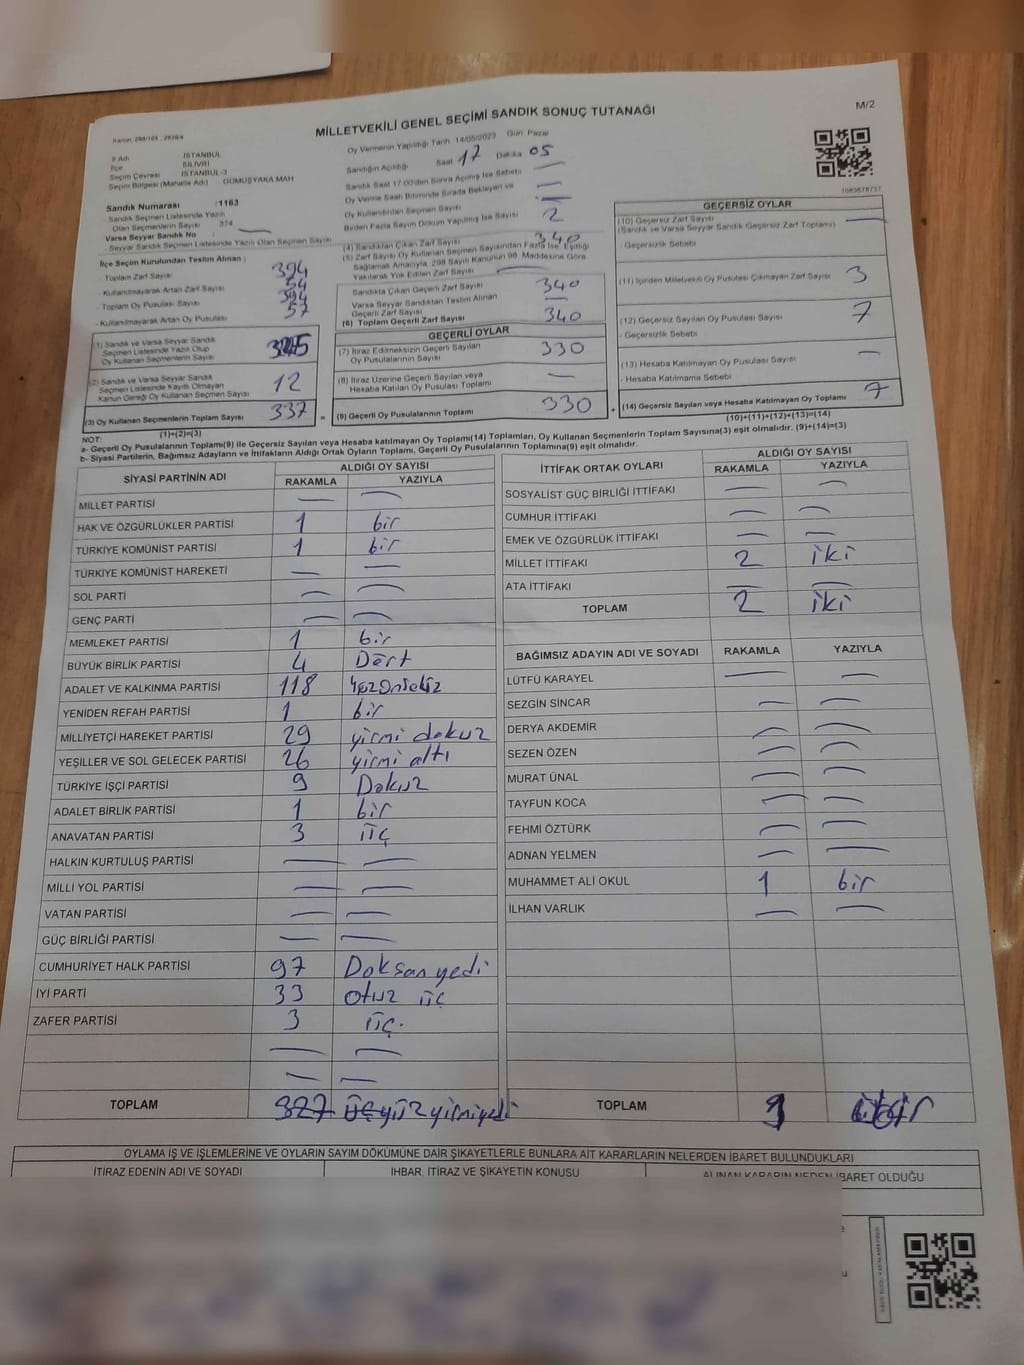 MİLLETVEKİLİ GENEL SEÇİMİ SANDIK SONUÇ TUTANAĞI
M/2
Oy Vermenin Yapıldığı Tarih 14/05/2023 Gün Pazar
İl Adı : İSTANBUL
İlçe : SİLİVRİ
Seçim Çevresi : İSTANBUL-3
Seçim Bölgesi (Mahalle Adı) : GÜMÜŞYAKA MAH
Sandık Numarası : 1163
- Sandık Seçmen Listesinde Yazılı
Olan Seçmenlerin Sayısı : 374
Varsa Seyyar Sandık No :
- Seyyar Sandık Seçmen Listesinde Yazılı Olan Seçmen Sayısı
Sandığın Açılışı Saat 17 Dakika 05
Sandık Saat 17:00'den Sonra Açılmış İse Sebebi —
Oy Verme Saati Bitiminde Sırada Bekleyen ve
Oy Kullandırılan Seçmen Sayısı —
Birden Fazla Sayım Döküm Yapılmış İse Sayısı 2
İlçe Seçim Kurulundan Teslim Alınan ;
- Toplam Zarf Sayısı 394
- Kullanılmayarak Artan Zarf Sayısı 54
- Toplam Oy Pusulası Sayısı 394
- Kullanılmayarak Artan Oy Pusulası 57
(1) Sandık ve Varsa Seyyar Sandık
Seçmen Listesinde Yazılı Olup
Oy Kullanan Seçmenlerin Sayısı
(2) Sandık ve Varsa Seyyar Sandık
Seçmen Listesinde Kayıtlı Olmayan
Kanun Gereği Oy Kullanan Seçmen Sayısı 12
(3) Oy Kullanan Seçmenlerin Toplam Sayısı 337
(1)+(2)=(3)
(4) Sandıktan Çıkan Zarf Sayısı 340
(5) Zarf Sayısı Oy Kullanan Seçmen Sayısından Fazla İse, Eşitliği
Sağlamak Amacıyla, 298 Sayılı Kanunun 98. Maddesine Göre
Yakılarak Yok Edilen Zarf Sayısı —
Sandıkta Çıkan Geçerli Zarf Sayısı 340
Varsa Seyyar Sandıktan Teslim Alınan
Geçerli Zarf Sayısı —
(6) Toplam Geçerli Zarf Sayısı 340
GEÇERLİ OYLAR
(7) İtiraz Edilmeksizin Geçerli Sayılan
Oy Pusulalarının Sayısı 330
(8) İtiraz Üzerine Geçerli Sayılan veya
Hesaba Katılan Oy Pusulası Toplamı —
= (9) Geçerli Oy Pusulalarının Toplamı 330
GEÇERSİZ OYLAR
(10) Geçersiz Zarf Sayısı —
(Sandık ve Varsa Seyyar Sandık Geçersiz Zarf Toplamı)
- Geçersizlik Sebebi
(11) İçinden Milletvekili Oy Pusulası Çıkmayan Zarf Sayısı 3
(12) Geçersiz Sayılan Oy Pusulası Sayısı 7
- Geçersizlik Sebebi
(13) Hesaba Katılmayan Oy Pusulası Sayısı —
- Hesaba Katılmama Sebebi
+ (14) Geçersiz Sayılan veya Hesaba Katılmayan Oy Toplamı 7
(10)+(11)+(12)+(13)=(14)
NOT:
a- Geçerli Oy Pusulalarının Toplamı(9) ile Geçersiz Sayılan veya Hesaba katılmayan Oy Toplamı(14) Toplamları, Oy Kullanan Seçmenlerin Toplam Sayısına(3) eşit olmalıdır. (9)+(14)=(3)
b- Siyasi Partilerin, Bağımsız Adayların ve İttifakların Aldığı Ortak Oyların Toplamı, Geçerli Oy Pusulalarının Toplamına(9) eşit olmalıdır.
SİYASİ PARTİNİN ADI ALDIĞI OY SAYISI
RAKAMLA YAZIYLA
MİLLET PARTİSİ — —
HAK VE ÖZGÜRLÜKLER PARTİSİ 1 bir
TÜRKİYE KOMÜNİST PARTİSİ 1 bir
TÜRKİYE KOMÜNİST HAREKETİ — —
SOL PARTİ — —
GENÇ PARTİ — —
MEMLEKET PARTİSİ 1 bir
BÜYÜK BİRLİK PARTİSİ 4 Dört
ADALET VE KALKINMA PARTİSİ 118 Yüzonsekiz
YENİDEN REFAH PARTİSİ 1 bir
MİLLİYETÇİ HAREKET PARTİSİ 29 yirmi dokuz
YEŞİLLER VE SOL GELECEK PARTİSİ 26 yirmi altı
TÜRKİYE İŞÇİ PARTİSİ 9 Dokuz
ADALET BİRLİK PARTİSİ 1 bir
ANAVATAN PARTİSİ 3 üç
HALKIN KURTULUŞ PARTİSİ — —
MİLLİ YOL PARTİSİ — —
VATAN PARTİSİ — —
GÜÇ BİRLİĞİ PARTİSİ — —
CUMHURİYET HALK PARTİSİ 97 Doksan yedi
İYİ PARTİ 33 otuz üç
ZAFER PARTİSİ 3 üç.
— —
— —
TOPLAM 327 üçyüz yirmiyedi
İTTİFAK ORTAK OYLARI ALDIĞI OY SAYISI
RAKAMLA YAZIYLA
SOSYALİST GÜÇ BİRLİĞİ İTTİFAKI — —
CUMHUR İTTİFAKI — —
EMEK VE ÖZGÜRLÜK İTTİFAKI — —
MİLLET İTTİFAKI 2 iki
ATA İTTİFAKI — —
TOPLAM 2 iki
BAĞIMSIZ ADAYIN ADI VE SOYADI RAKAMLA YAZIYLA
LÜTFÜ KARAYEL — —
SEZGİN SİNCAR — —
DERYA AKDEMİR — —
SEZEN ÖZEN — —
MURAT ÜNAL — —
TAYFUN KOCA — —
FEHMİ ÖZTÜRK — —
ADNAN YELMEN — —
MUHAMMET ALİ OKUL 1 bir
İLHAN VARLIK — —
TOPLAM 1 bir
OYLAMA İŞ VE İŞLEMLERİNE VE OYLARIN SAYIM DÖKÜMÜNE DAİR ŞİKAYETLERLE BUNLARA AİT KARARLARIN NELERDEN İBARET BULUNDUKLARI
İTİRAZ EDENİN ADI VE SOYADI İHBAR, İTİRAZ VE ŞİKAYETİN KONUSU ALINAN KARARIN NEDEN İBARET OLDUĞU